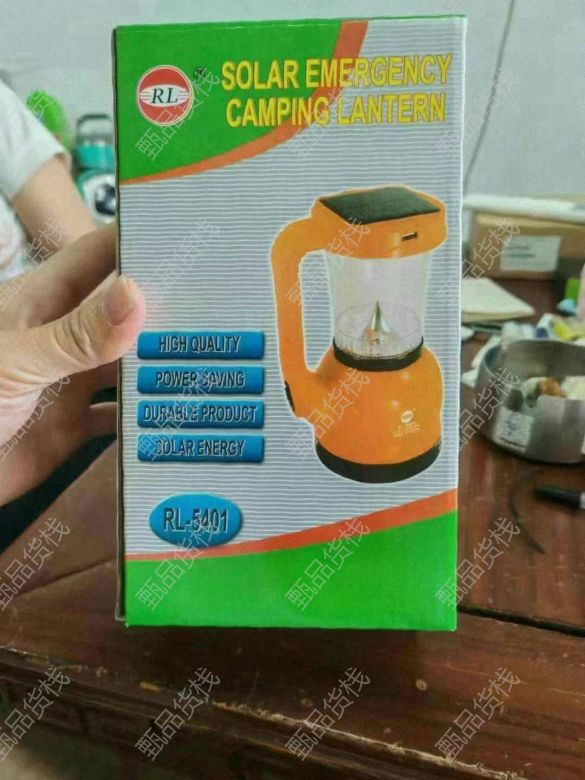 RL
®
SOLAR EMERGENCY
CAMPING LANTERN
HIGH QUALITY
POWER SAVING
DURABLE PRODUCT
SOLAR ENERGY
RL-5401
甄品货栈